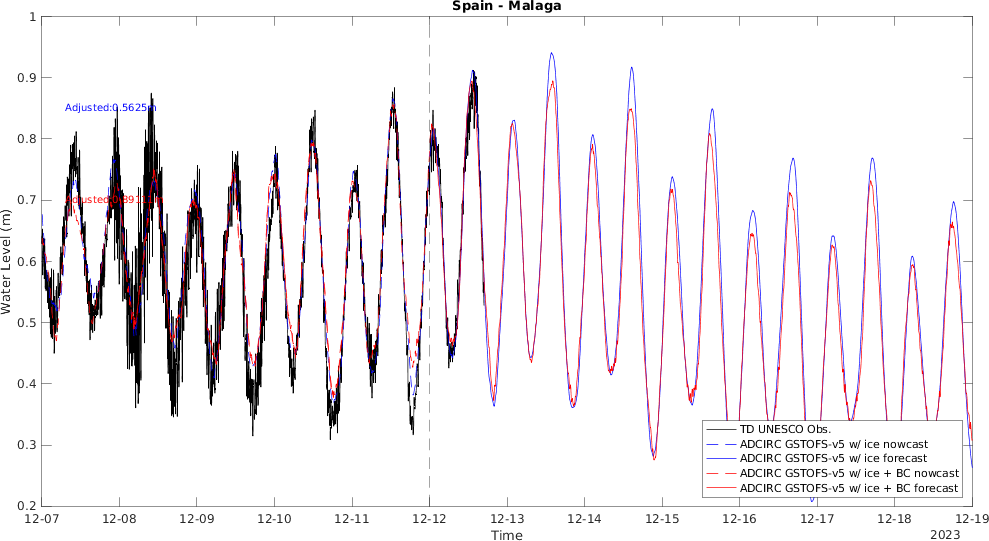 Spain - Malaga
1
0.9
0.8
0.7
0.6
0.5
0.4
0.3
0.2
Water Level (m)
Adjusted:0.5625m
12-07
12-08
12-09
12-10
12-11
12-12
12-13
12-14
12-15
12-16
12-17
12-18
12-19
2023
Time
TD UNESCO Obs.
ADCIRC GSTOFS-v5 w/ ice nowcast
ADCIRC GSTOFS-v5 w/ ice forecast
ADCIRC GSTOFS-v5 w/ ice + BC nowcast
ADCIRC GSTOFS-v5 w/ ice + BC forecast